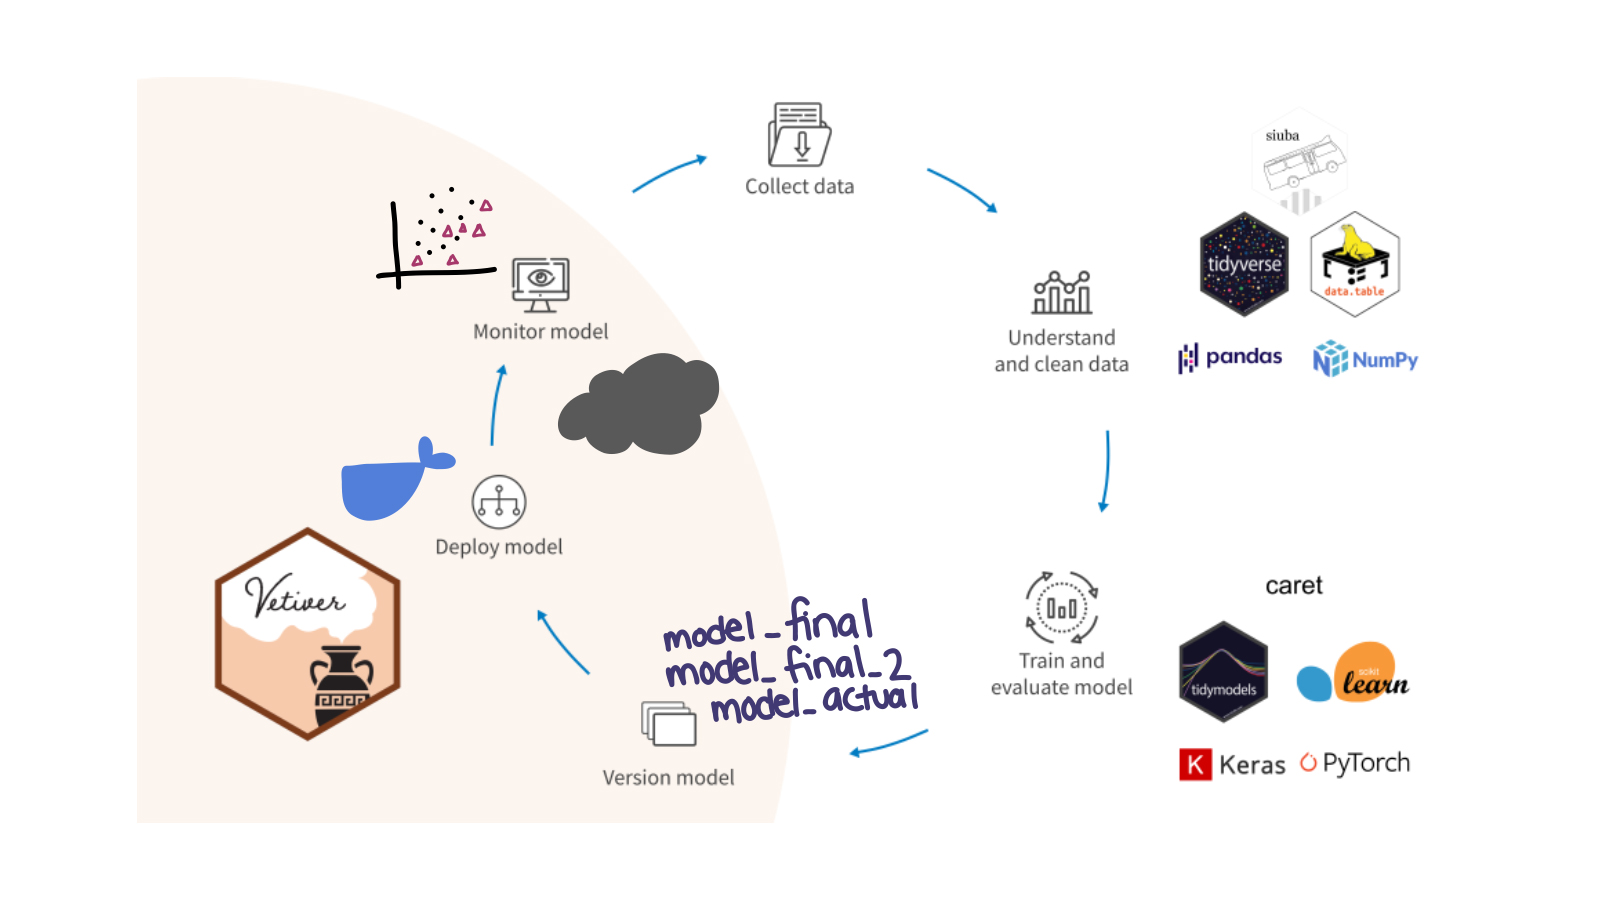 Collect data
siuba
tidyverse
data.table
Understand
and clean data
pandas
NumPy
Monitor model
Deploy model
Vetiver
model_final
model_final_2
model_actual
Version model
Train and
evaluate model
caret
tidymodels
scikit
learn
K Keras
PyTorch